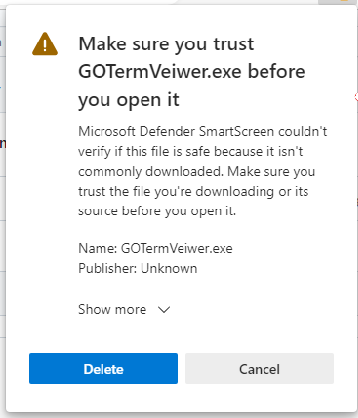 Make sure you trust
GOTermVeiwer.exe before
you open it
Microsoft Defender SmartScreen couldn't
verify if this file is safe because it isn't
commonly downloaded. Make sure you
trust the file you're downloading or its
source before you open it.
Name: GOTermVeiwer.exe
Publisher: Unknown
Show more
Delete
Cancel